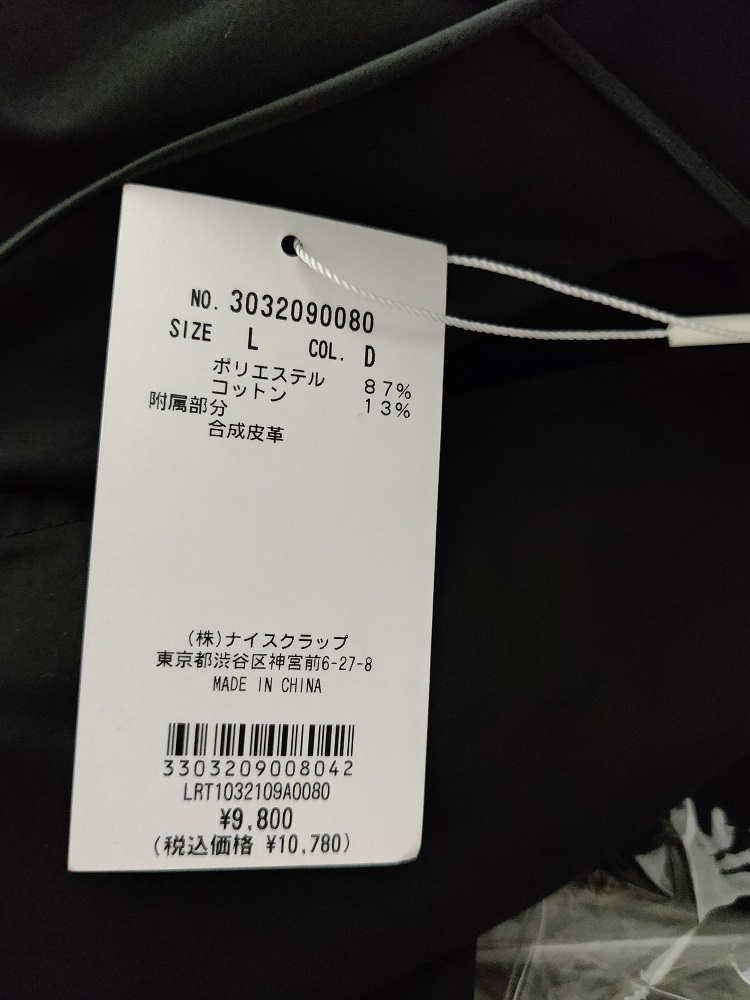 NO. 3032090080
SIZE L COL. D
ポリエステル 87%
コットン 13%
附属部分
合成皮革
(株)ナイスクラップ
東京都渋谷区神宮前6-27-8
MADE IN CHINA
3303209008042
LRT1032109A0080
¥9,800
(税込価格 ¥10,780)